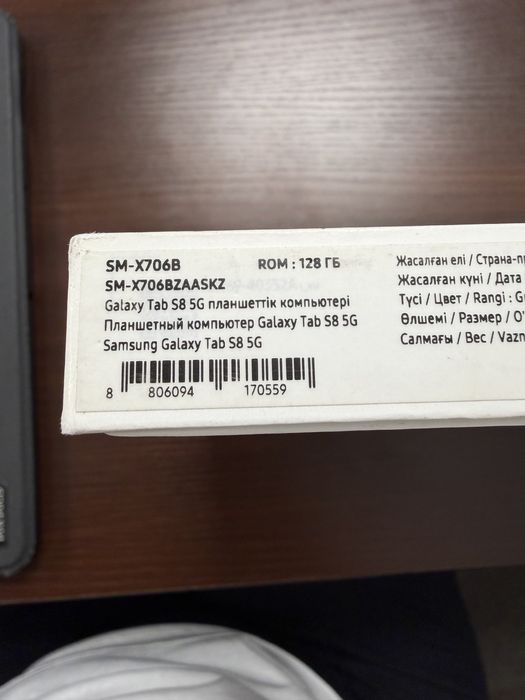 SM-X706B ROM : 128 ГБ
SM-X706BZAASKZ
Galaxy Tab S8 5G планшеттік компьютері
Планшетный компьютер Galaxy Tab S8 5G
Samsung Galaxy Tab S8 5G
8 806094 170559
Жасалған елі / Страна-пр
Жасалған күні / Дата
Түсі / Цвет / Rangi : G
Өлшемі / Размер / O'
Салмағы / Вес / Vazn